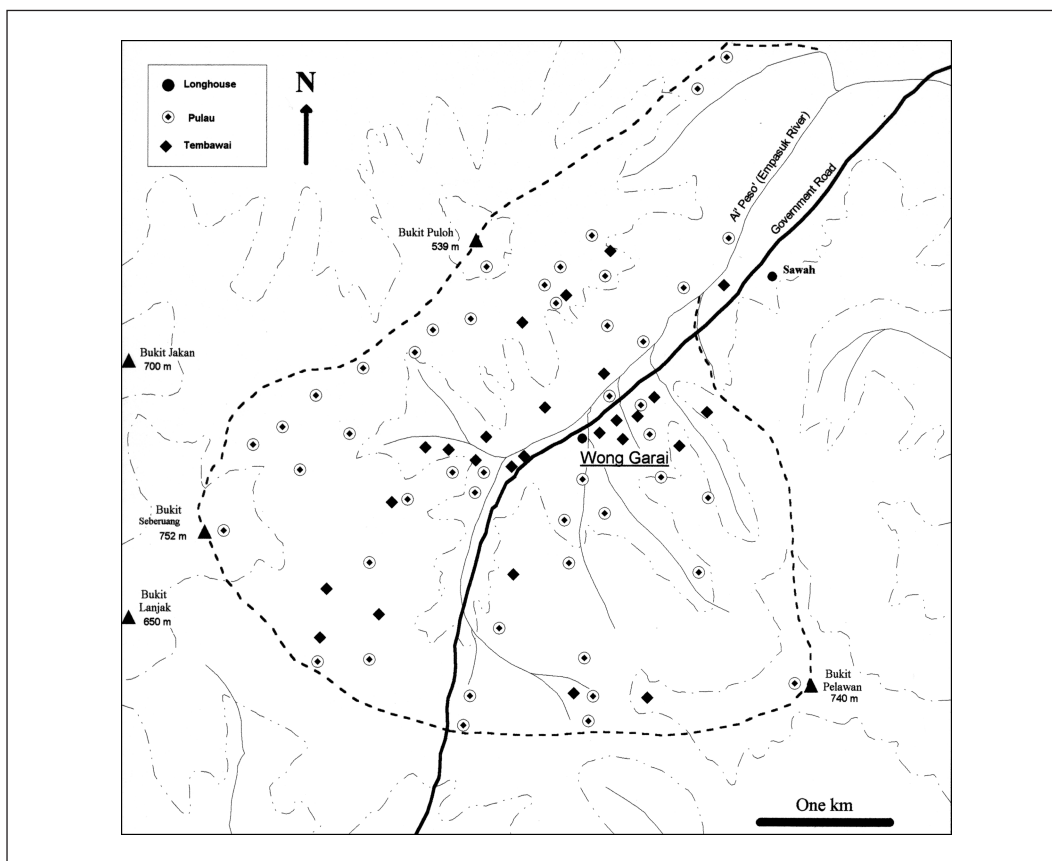 Longhouse
Pulau
Tembawai
N
Ai' Peso' (Empasuk River)
Government Road
Bukit Puloh
539 m
Sawah
Bukit Jakan
700 m
Wong Garai
Bukit
Seberuang
752 m
Bukit
Lanjak
650 m
Bukit
Pelawan
740 m
One km